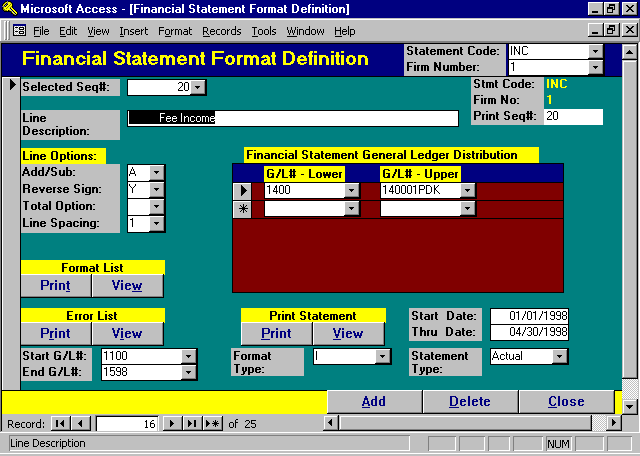 Microsoft Access - [Financial Statement Format Definition]
File Edit View Insert Format Records Tools Window Help
Financial Statement Format Definition
Statement Code: INC
Firm Number: 1
Selected Seq#: 20
Stmt Code: INC
Firm No: 1
Print Seq#: 20
Line Description: Fee Income
Line Options:
Add/Sub: A
Reverse Sign: Y
Total Option:
Line Spacing: 1
Financial Statement General Ledger Distribution
G/L# - Lower G/L# - Upper
1400 140001PDK
Format List
Print View
Error List
Print View
Start G/L#: 1100
End G/L#: 1598
Print Statement
Print View
Format Type: I
Start Date: 01/01/1998
Thru Date: 04/30/1998
Statement Type: Actual
Add Delete Close
Record: 16 of 25
Line Description NUM